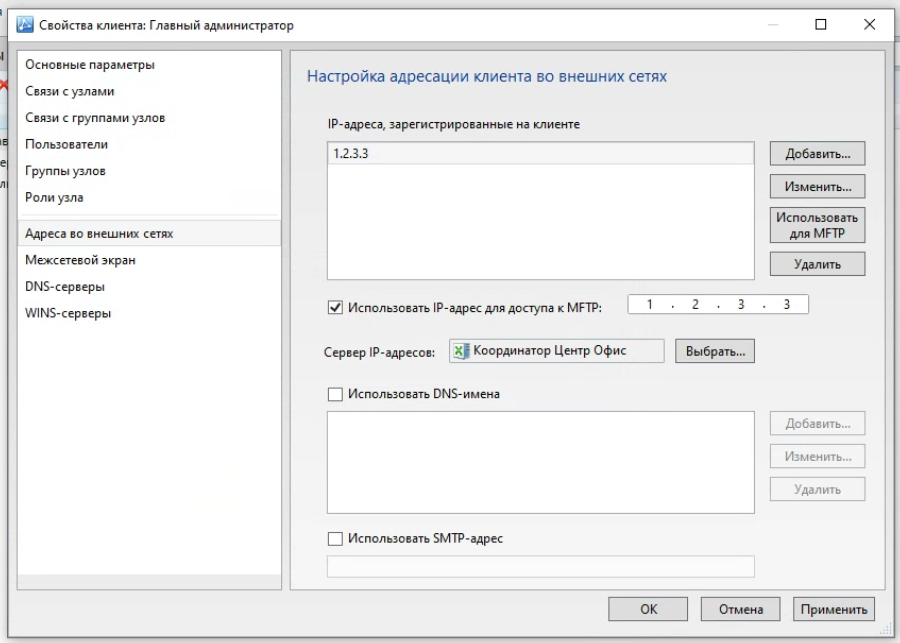 Свойства клиента: Главный администратор
Основные параметры
Связи с узлами
Связи с группами узлов
Пользователи
Группы узлов
Роли узла
Адреса во внешних сетях
Межсетевой экран
DNS-серверы
WINS-серверы
Настройка адресации клиента во внешних сетях
IP-адреса, зарегистрированные на клиенте
1.2.3.3
Добавить...
Изменить...
Использовать
для MFTP
Удалить
Использовать IP-адрес для доступа к MFTP: 1 . 2 . 3 . 3
Сервер IP-адресов: Координатор Центр Офис Выбрать...
Использовать DNS-имена
Добавить...
Изменить...
Удалить
Использовать SMTP-адрес
ОК Отмена Применить